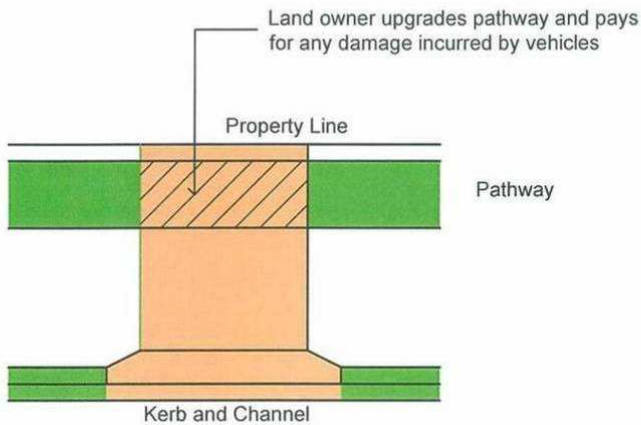 Land owner upgrades pathway and pays
for any damage incurred by vehicles
Property Line
Pathway
Kerb and Channel